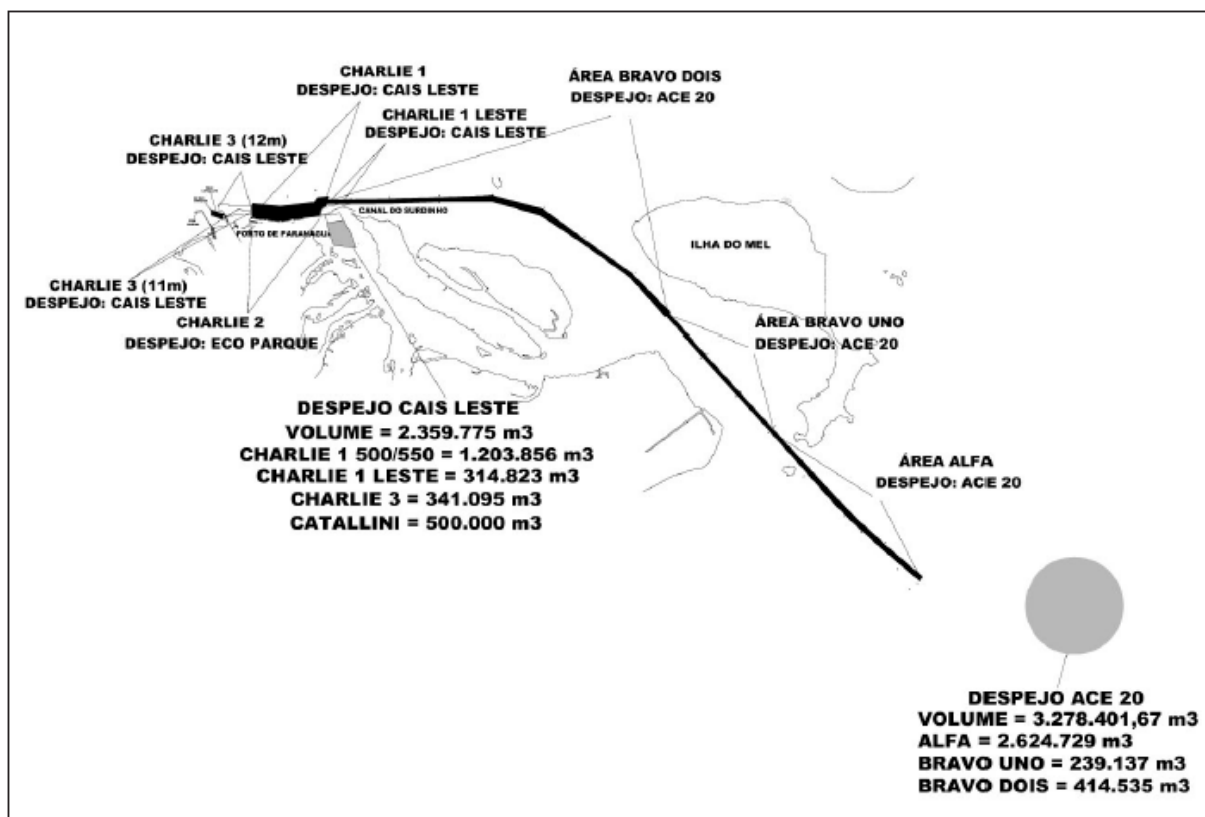 CHARLIE 1
DESPEJO: CAIS LESTE
ÁREA BRAVO DOIS
DESPEJO: ACE 20
CHARLIE 1 LESTE
DESPEJO: CAIS LESTE
CHARLIE 3 (12m)
DESPEJO: CAIS LESTE
CANAL DO SURDINHO
PORTO DE PARANAGUA
ILHA DO MEL
CHARLIE 3 (11m)
DESPEJO: CAIS LESTE
CHARLIE 2
DESPEJO: ECO PARQUE
ÁREA BRAVO UNO
DESPEJO: ACE 20
DESPEJO CAIS LESTE
VOLUME = 2.359.775 m3
CHARLIE 1 500/550 = 1.203.856 m3
CHARLIE 1 LESTE = 314.823 m3
CHARLIE 3 = 341.095 m3
CATALLINI = 500.000 m3
ÁREA ALFA
DESPEJO: ACE 20
DESPEJO ACE 20
VOLUME = 3.278.401,67 m3
ALFA = 2.624.729 m3
BRAVO UNO = 239.137 m3
BRAVO DOIS = 414.535 m3